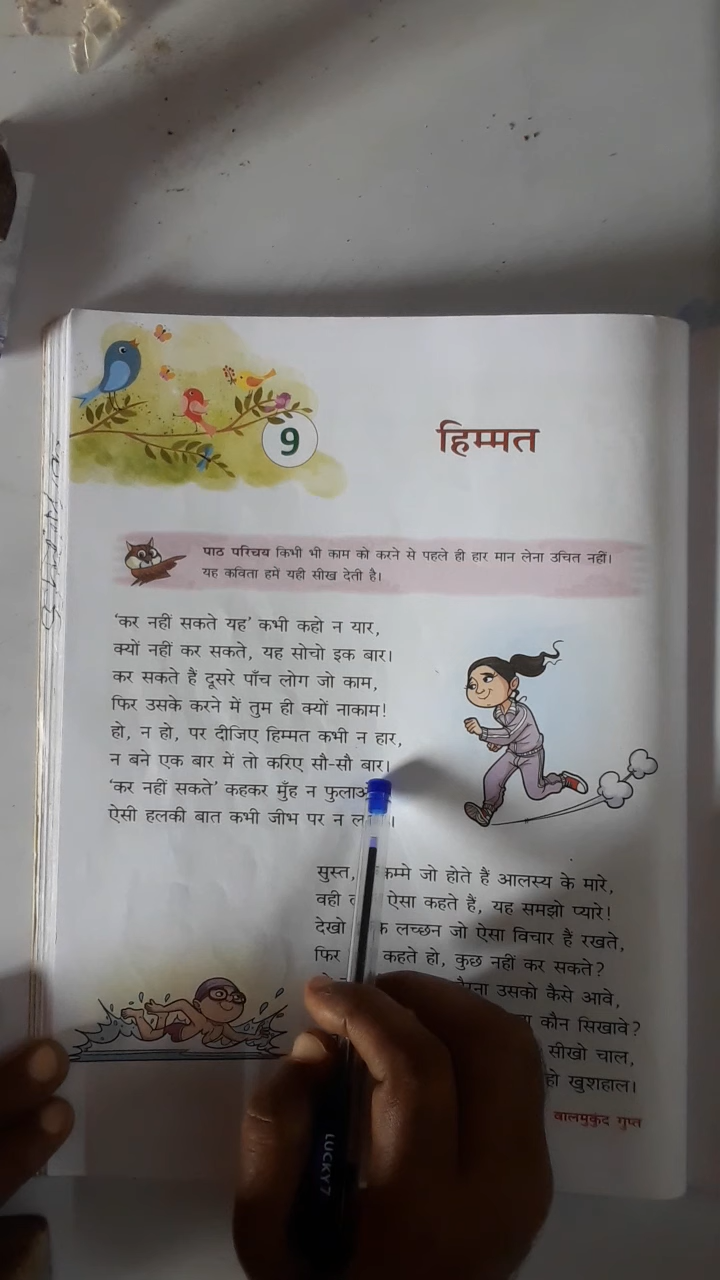 9
हिम्मत
पाठ परिचय किभी भी काम को करने से पहले ही हार मान लेना उचित नहीं।
यह कविता हमें यही सीख देती है।
'कर नहीं सकते यह' कभी कहो न यार,
क्यों नहीं कर सकते, यह सोचो इक बार।
कर सकते हैं दूसरे पाँच लोग जो काम,
फिर उसके करने में तुम ही क्यों नाकाम!
हो, न हो, पर दीजिए हिम्मत कभी न हार,
न बने एक बार में तो करिए सौ-सौ बार।
'कर नहीं सकते' कहकर मुँह न
ऐसी हलकी बात कभी जीभ पर न
सुस्त, जो होते हैं आलस्य के मारे,
वही ऐसा कहते हैं, यह समझो प्यारे!
देखो लच्छन जो ऐसा विचार हैं रखते,
फिर कहते हो, कुछ नहीं कर सकते?
उसको कैसे आवे,
कौन सिखावे?
सीखो चाल,
हो खुशहाल।
बालमुकुंद गुप्त
LUCKY7